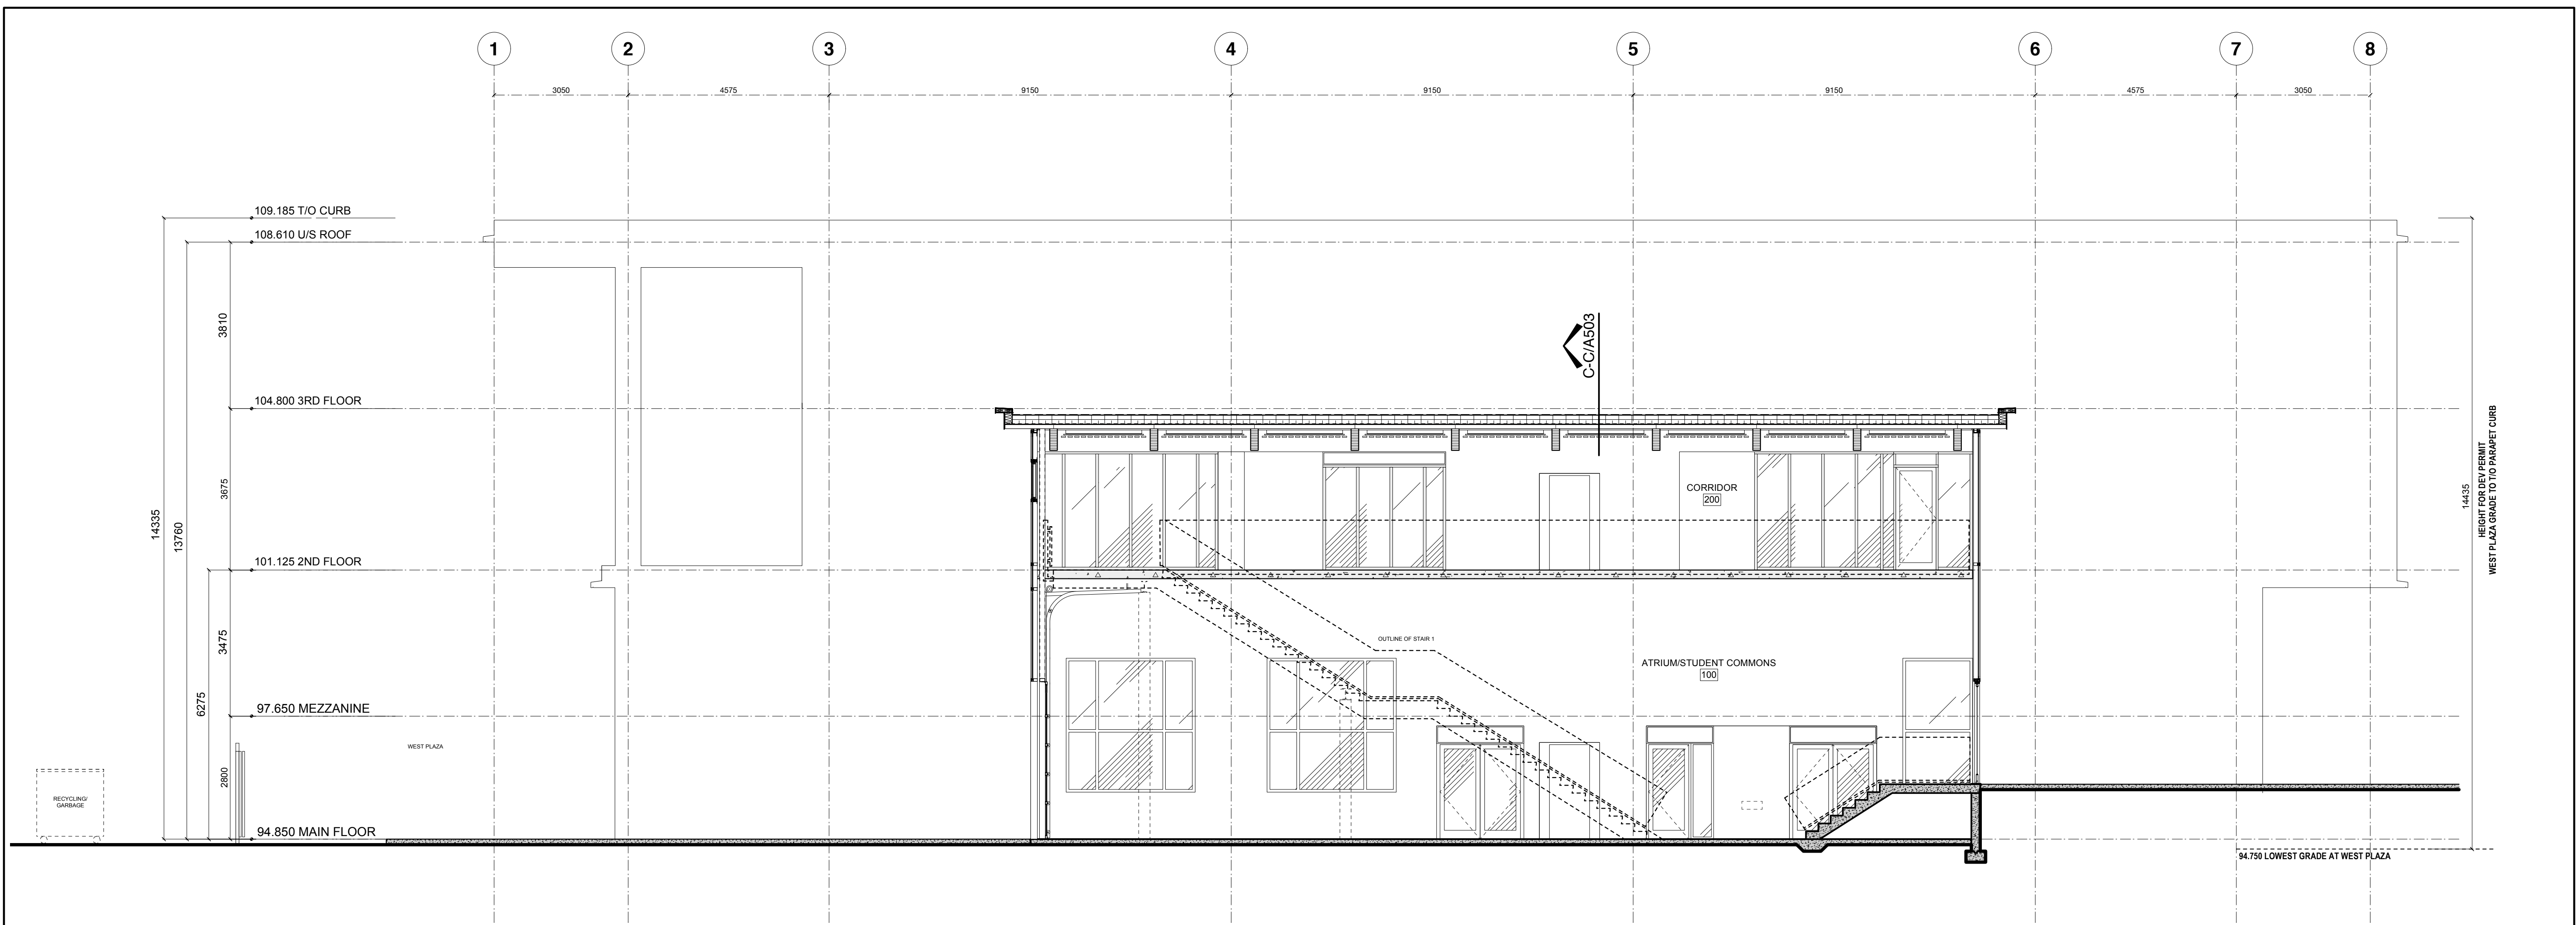 1
2
3
4
5
6
7
8
3050
4575
9150
9150
9150
4575
3050
109.185 T/O CURB
108.610 U/S ROOF
3810
C-C/A503
104.800 3RD FLOOR
3675
14335
13760
CORRIDOR
200
14435
HEIGHT FOR DEV PERMIT
WEST PLAZA GRADE TO T/O PARAPET CURB
101.125 2ND FLOOR
3475
6275
OUTLINE OF STAIR 1
ATRIUM/STUDENT COMMONS
100
97.650 MEZZANINE
WEST PLAZA
2800
RECYCLING/
GARBAGE
94.850 MAIN FLOOR
94.750 LOWEST GRADE AT WEST PLAZA